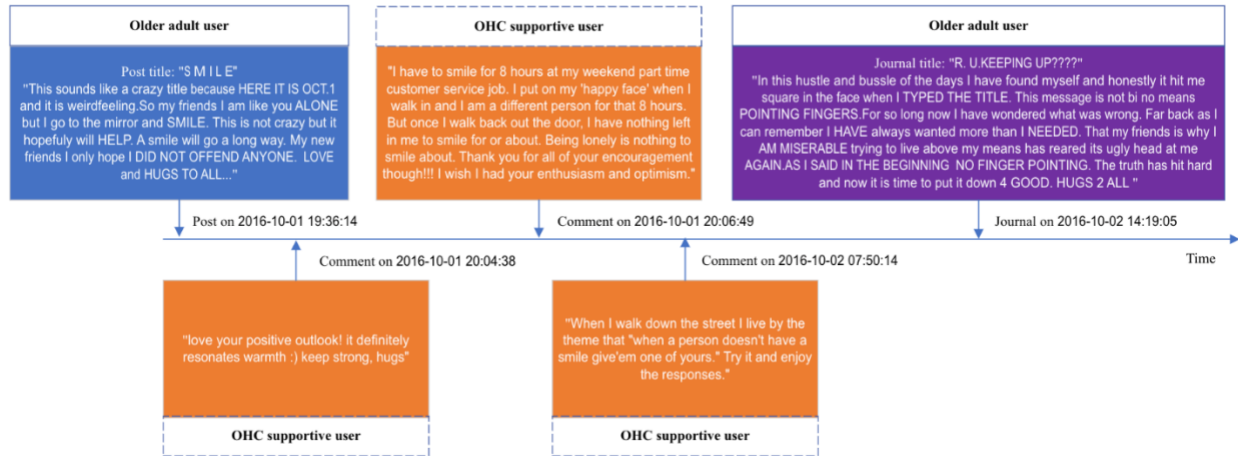 Older adult user
Post title: "S M I L E"
"This sounds like a crazy title because HERE IT IS OCT.1
and it is weirdfeeling.So my friends I am like you ALONE
but I go to the mirror and SMILE. This is not crazy but it
hopefuly will HELP. A smile will go a long way. My new
friends I only hope I DID NOT OFFEND ANYONE. LOVE
and HUGS TO ALL..."
OHC supportive user
"I have to smile for 8 hours at my weekend part time
customer service job. I put on my 'happy face' when I
walk in and I am a different person for that 8 hours.
But once I walk back out the door, I have nothing left
in me to smile for or about. Being lonely is nothing to
smile about. Thank you for all of your encouragement
though!!! I wish I had your enthusiasm and optimism."
Older adult user
Journal title: "R. U.KEEPING UP????"
"In this hustle and bussle of the days I have found myself and honestly it hit me
square in the face when I TYPED THE TITLE. This message is not bi no means
POINTING FINGERS.For so long now I have wondered what was wrong. Far back as I
can remember I HAVE always wanted more than I NEEDED. That my friends is why I
AM MISERABLE trying to live above my means has reared its ugly head at me
AGAIN.AS I SAID IN THE BEGINNING NO FINGER POINTING. The truth has hit hard
and now it is time to put it down 4 GOOD. HUGS 2 ALL "
Post on 2016-10-01 19:36:14
Comment on 2016-10-01 20:06:49
Journal on 2016-10-02 14:19:05
Comment on 2016-10-01 20:04:38
Comment on 2016-10-02 07:50:14
Time
"love your positive outlook! it definitely
resonates warmth :) keep strong, hugs"
OHC supportive user
"When I walk down the street I live by the
theme that "when a person doesn't have a
smile give'em one of yours." Try it and enjoy
the responses."
OHC supportive user